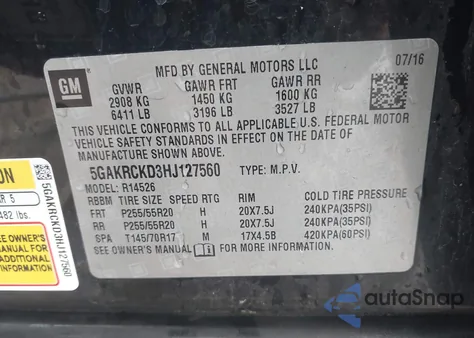 MFD BY GENERAL MOTORS LLC
07/16
GM
GVWR GAWR FRT GAWR RR
2908 KG 1450 KG 1600 KG
6411 LB 3196 LB 3527 LB
THIS VEHICLE CONFORMS TO ALL APPLICABLE U.S. FEDERAL MOTOR
VEHICLE SAFETY STANDARDS IN EFFECT ON THE DATE OF
MANUFACTURE SHOWN ABOVE.
5GAKRCKD3HJ127560 TYPE: M.P.V.
MODEL: R14526
RBBM TIRE SIZE SPEED RTG RIM COLD TIRE PRESSURE
FRT P255/55R20 H 20X7.5J 240KPA(35PSI)
RR P255/55R20 H 20X7.5J 240KPA(35PSI)
SPA T145/70R17 M 17X4.5B 420KPA(60PSI)
SEE OWNER'S MANUAL FOR MORE INFORMATION.
ON
R 5
482 lbs.
OWNER'S
MANUAL FOR
ADDITIONAL
INFORMATION
5GAKRCKD3HJ127560
autoSnap